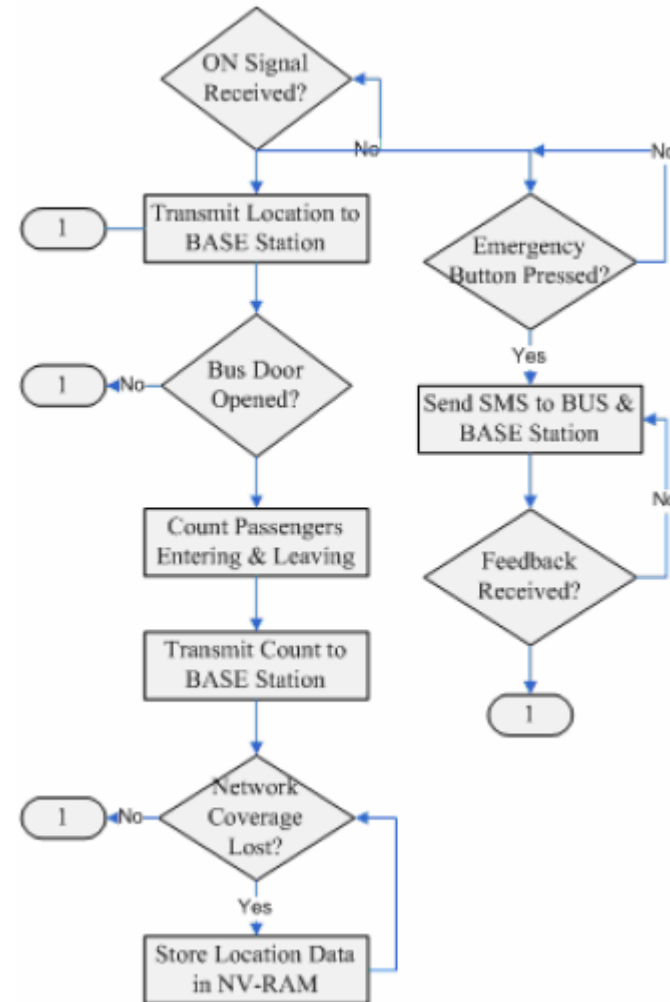 ON Signal
Received?
No
No
1
Transmit Location to
BASE Station
Emergency
Button Pressed?
Yes
1
No
Bus Door
Opened?
Send SMS to BUS &
BASE Station
No
Count Passengers
Entering & Leaving
Feedback
Received?
Transmit Count to
BASE Station
1
1
No
Network
Coverage
Lost?
Yes
Store Location Data
in NV-RAM